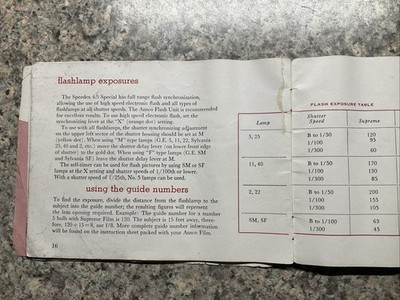 flashlamp exposures
The Speedex 4.5 Special has full range flash synchronization,
allowing the use of high speed electronic flash and all types of
flashlamps at all shutter speeds. The Ansco Flash Unit is recommended
for excellent results. To use high speed electronic flash, set the
synchronizing lever at the "X" (orange dot) setting.
To use with all flashlamps, the shutter synchronizing adjustment
on the upper left sector of the shutter housing should be set at M
(yellow dot). When using "M" type lamps (G.E. 5, 11, 22, Sylvania
25, 40 and 2, etc.) move the shutter delay lever (on lower front edge
of shutter) to the gold dot. When using "F" type lamps (G.E. SM
and Sylvania SF) leave the shutter delay lever at M.
The self-timer can be used for flash pictures by using SM or SF
lamps at the X setting and shutter speeds of 1/100th or lower.
With a shutter speed of 1/25th, No. 5 lamps can be used.
using the guide numbers
To find the exposure, divide the distance from the flashlamp to the
subject into the guide number; the resulting figures will represent
the lens opening required. Example: The guide number for a number
5 bulb with Supreme Film is 120. The subject is 15 feet away, there-
fore, 120÷15=8, use f/8. More complete guide number information
will be found on the instruction sheet packed with your Ansco Film.
16
FLASH EXPOSURE TABLE
Lamp Shutter Speed Supreme
5, 25 B to 1/50 120
1/100 95
1/300 60
11, 40 B to 1/50 170
1/100 130
1/300 85
2, 22 B to 1/50 200
1/100 155
1/300 105
SM, SF B to 1/100 63
1/300 45